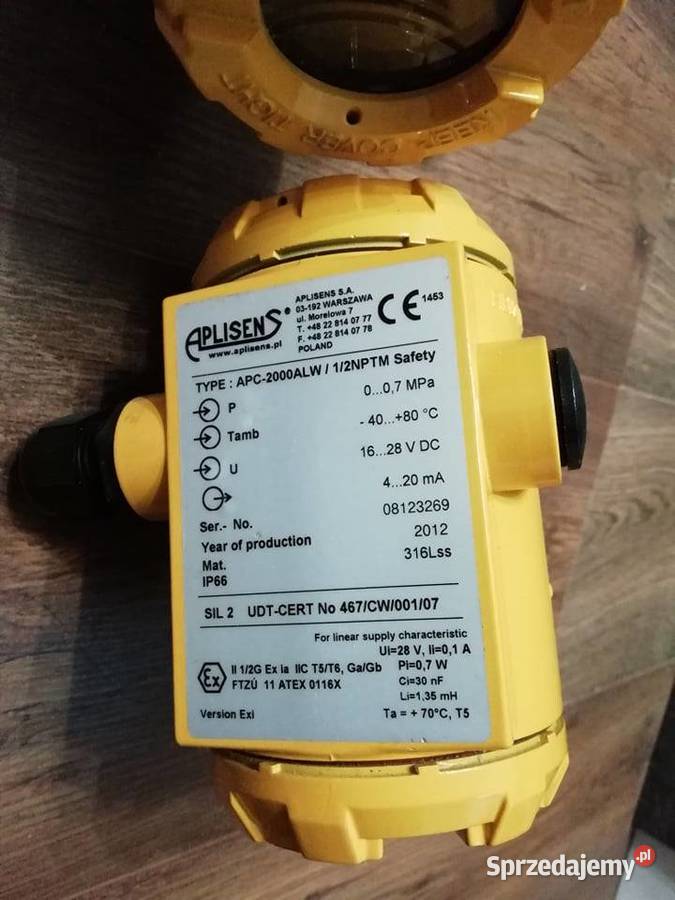 KEEP COVER TIGHT
APLISENS®
www.aplisens.pl
APLISENS S.A.
03-192 WARSZAWA
ul. Morelowa 7
T. +48 22 814 07 77
F. +48 22 814 07 78
POLAND
CE 1453
TYPE : APC-2000ALW / 1/2NPTM Safety
P 0...0,7 MPa
Tamb - 40...+80 °C
U 16...28 V DC
4...20 mA
Ser.- No. 08123269
Year of production 2012
Mat. 316Lss
IP66
SIL 2 UDT-CERT No 467/CW/001/07
For linear supply characteristic
Ui=28 V, Ii=0,1 A
Ex II 1/2G Ex ia IIC T5/T6, Ga/Gb Pi=0,7 W
FTZÚ 11 ATEX 0116X Ci=30 nF
Li=1,35 mH
Version Exi Ta = + 70°C, T5
Sprzedajemy.pl